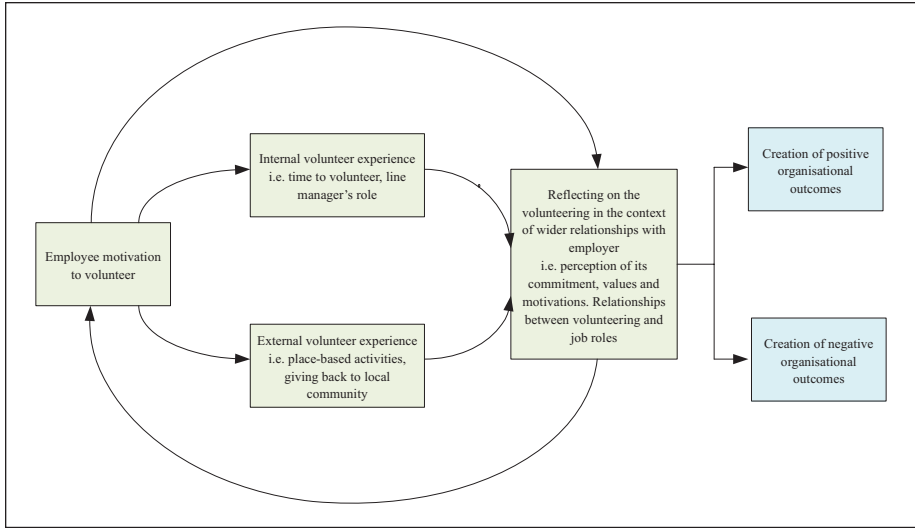 Employee motivation
to volunteer
Internal volunteer experience
i.e. time to volunteer, line
manager's role
External volunteer experience
i.e. place-based activities,
giving back to local
community
Reflecting on the
volunteering in the context
of wider relationships with
employer
i.e. perception of its
commitment, values and
motivations. Relationships
between volunteering and
job roles
Creation of positive
organisational
outcomes
Creation of negative
organisational
outcomes